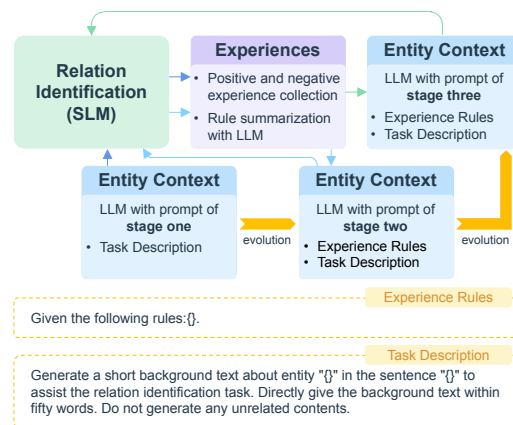 Relation
Identification
(SLM)
Experiences
• Positive and negative
experience collection
• Rule summarization
with LLM
Entity Context
LLM with prompt of
stage three
• Experience Rules
• Task Description
Entity Context
LLM with prompt of
stage one
• Task Description
evolution
Entity Context
LLM with prompt of
stage two
• Experience Rules
• Task Description
evolution
Experience Rules
Given the following rules:{}.
Task Description
Generate a short background text about entity "{}" in the sentence "{}" to
assist the relation identification task. Directly give the background text within
fifty words. Do not generate any unrelated contents.